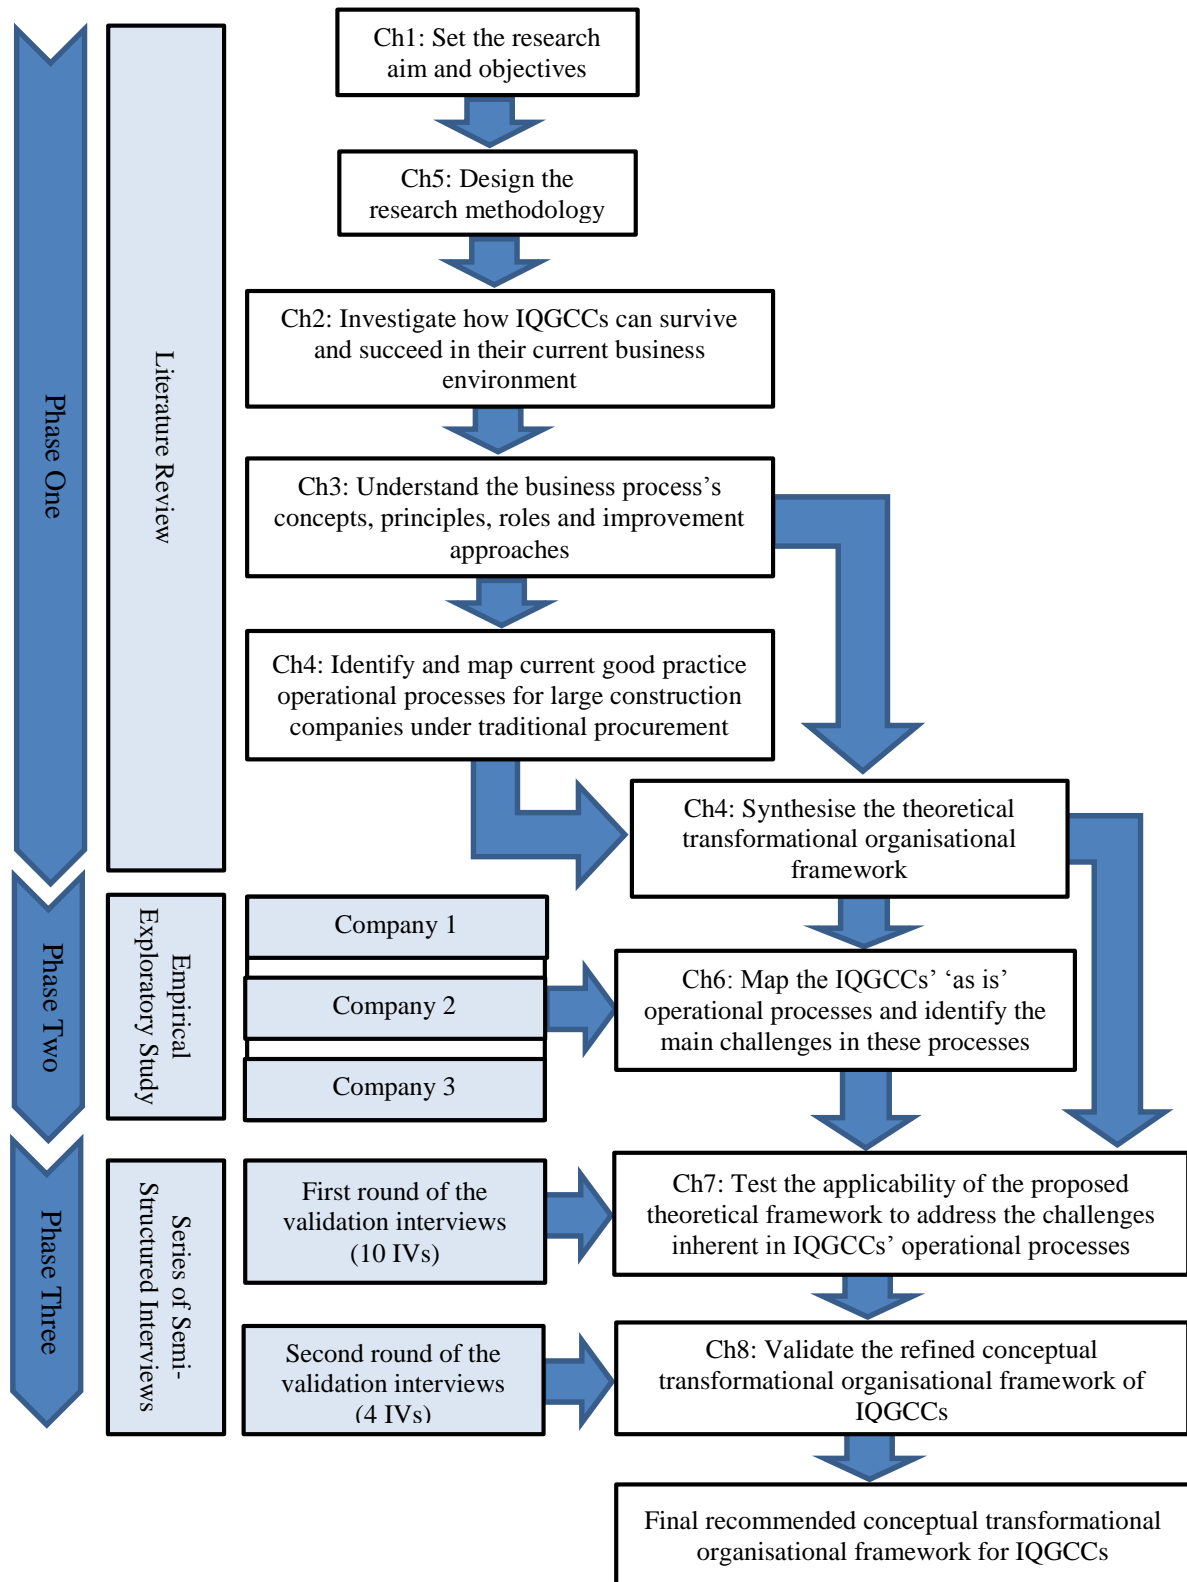 Ch1: Set the research
aim and objectives
Ch5: Design the
research methodology
Ch2: Investigate how IQGCCs can survive
and succeed in their current business
environment
Phase One
Literature Review
Ch3: Understand the business process’s
concepts, principles, roles and improvement
approaches
Ch4: Identify and map current good practice
operational processes for large construction
companies under traditional procurement
Ch4: Synthesise the theoretical
transformational organisational
framework
Phase Two
Empirical
Exploratory Study
Company 1
Company 2
Company 3
Ch6: Map the IQGCCs’ ‘as is’
operational processes and identify the
main challenges in these processes
Phase Three
Series of Semi-
Structured Interviews
First round of the
validation interviews
(10 IVs)
Ch7: Test the applicability of the proposed
theoretical framework to address the challenges
inherent in IQGCCs’ operational processes
Second round of the
validation interviews
(4 IVs)
Ch8: Validate the refined conceptual
transformational organisational framework of
IQGCCs
Final recommended conceptual transformational
organisational framework for IQGCCs